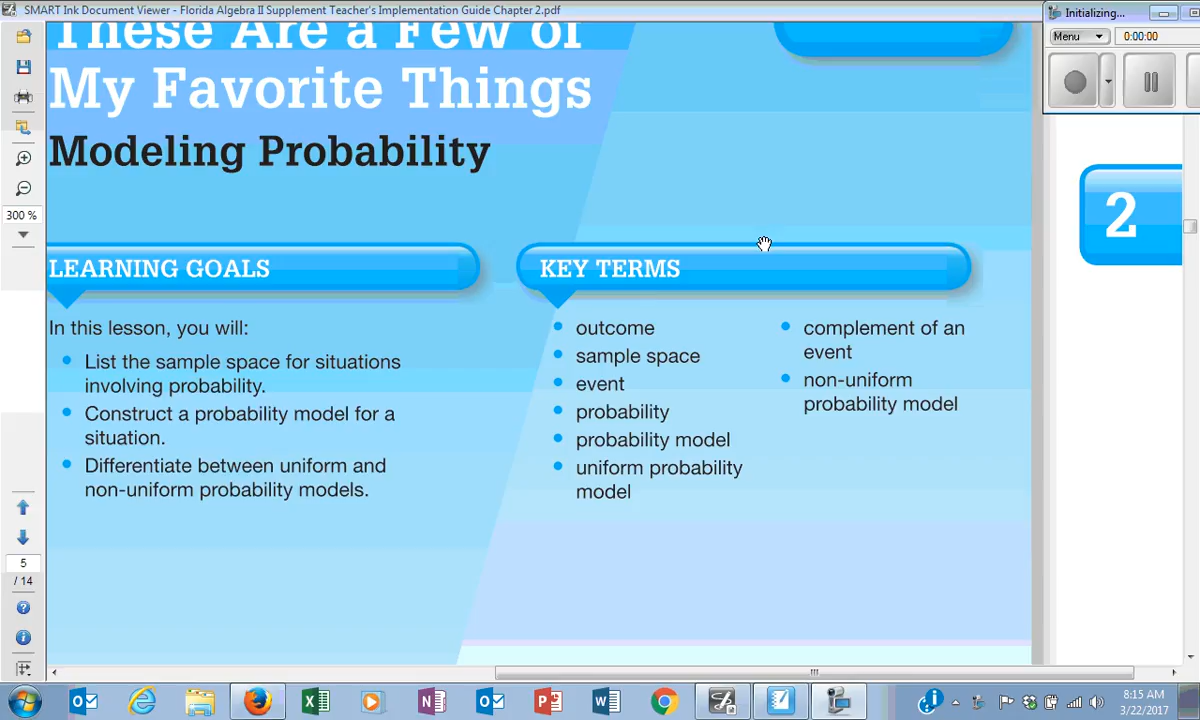 SMART Ink Document Viewer - Florida Algebra II Supplement Teacher's Implementation Guide Chapter 2.pdf
Initializing...
Menu
0:00:00
These Are a Few of
My Favorite Things
Modeling Probability
300 %
2
LEARNING GOALS
In this lesson, you will:
• List the sample space for situations
involving probability.
• Construct a probability model for a
situation.
• Differentiate between uniform and
non-uniform probability models.
KEY TERMS
• outcome
• sample space
• event
• probability
• probability model
• uniform probability
model
• complement of an
event
• non-uniform
probability model
5
/ 14
8:15 AM
3/22/2017